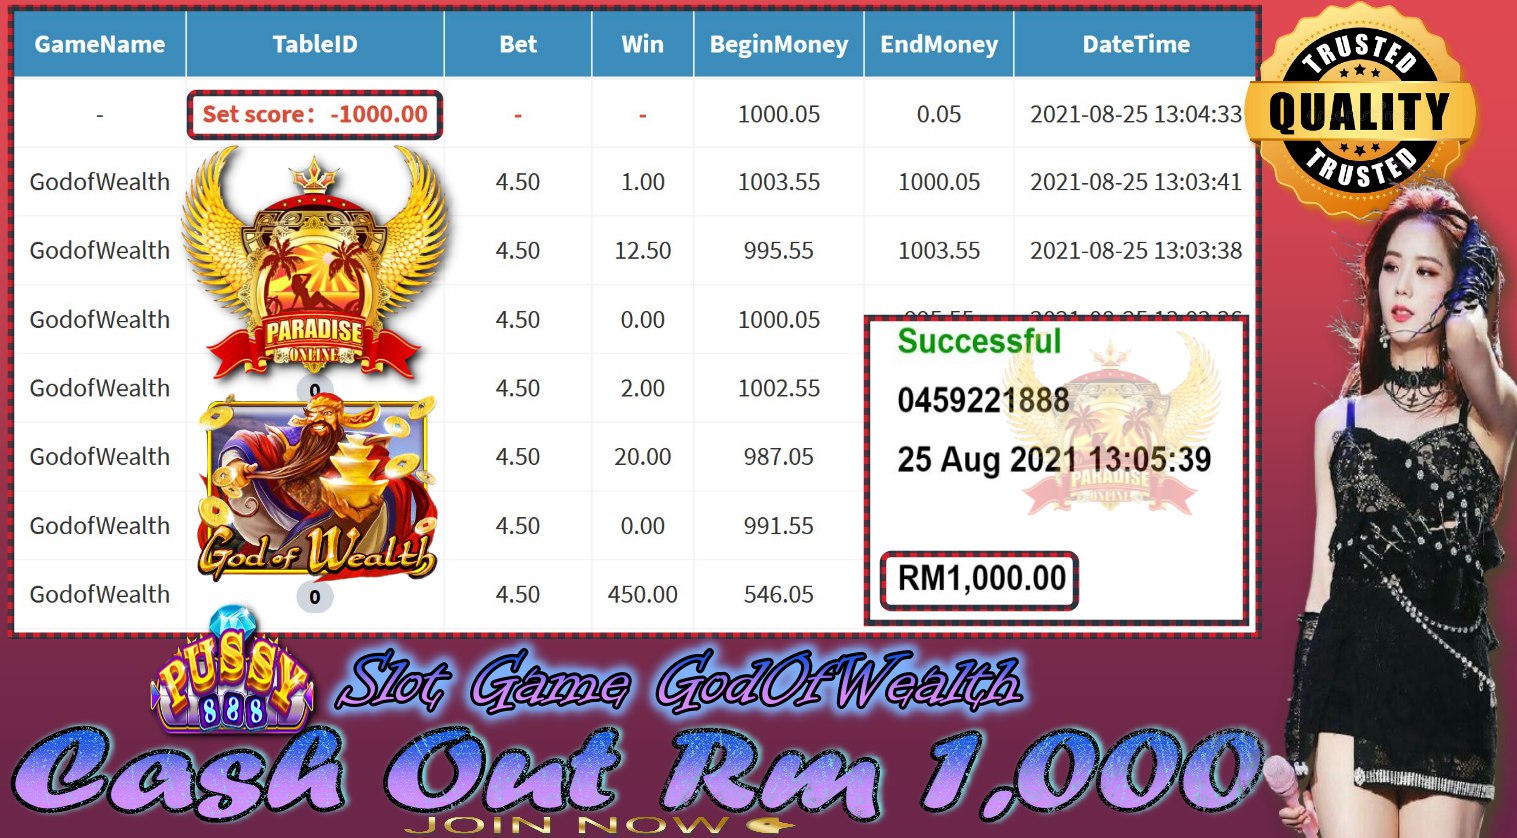 GameName TableID Bet Win BeginMoney EndMoney DateTime
- Set score：-1000.00 - - 1000.05 0.05 2021-08-25 13:04:33
GodofWealth 4.50 1.00 1003.55 1000.05 2021-08-25 13:03:41
GodofWealth 4.50 12.50 995.55 1003.55 2021-08-25 13:03:38
GodofWealth 4.50 0.00 1000.05
GodofWealth 0 4.50 2.00 1002.55
GodofWealth 4.50 20.00 987.05
GodofWealth 4.50 0.00 991.55
GodofWealth 0 4.50 450.00 546.05
TRUSTED
QUALITY
TRUSTED
PARADISE
ONLINE
God of Wealth
Successful
0459221888
25 Aug 2021 13:05:39
PARADISE
ONLINE
RM1,000.00
PUSSY
888
Slot Game GodOfWealth
Cash Out Rm 1,000
JOIN NOW